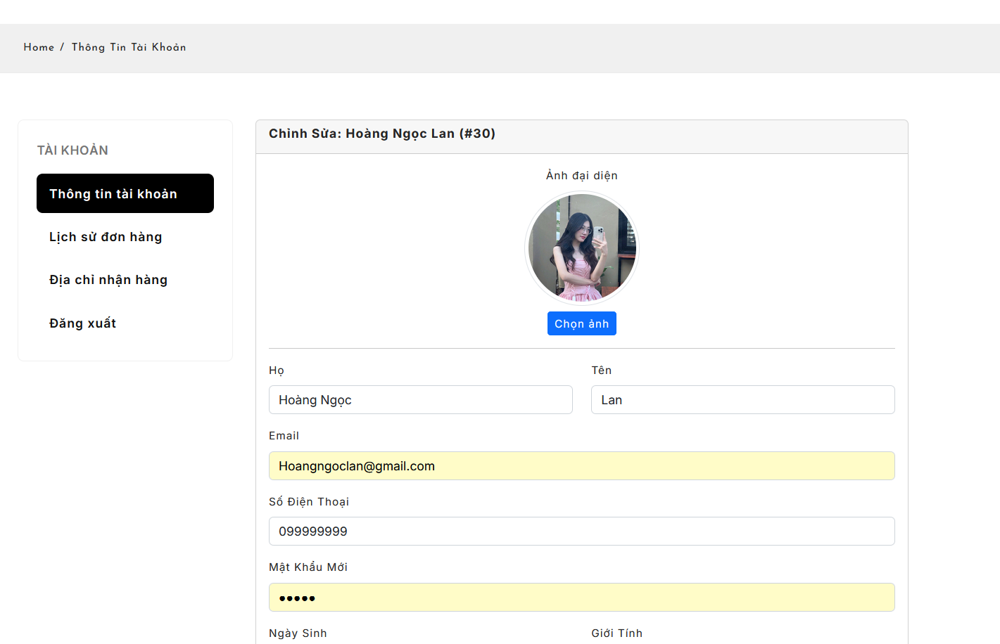 Home / Thông Tin Tài Khoản
TÀI KHOẢN
Thông tin tài khoản
Lịch sử đơn hàng
Địa chỉ nhận hàng
Đăng xuất
Chỉnh Sửa: Hoàng Ngọc Lan (#30)
Ảnh đại diện
Chọn ảnh
Họ
Tên
Hoàng Ngọc
Lan
Email
Hoangngoclan@gmail.com
Số Điện Thoại
099999999
Mật Khẩu Mới
•••••
Ngày Sinh
Giới Tính